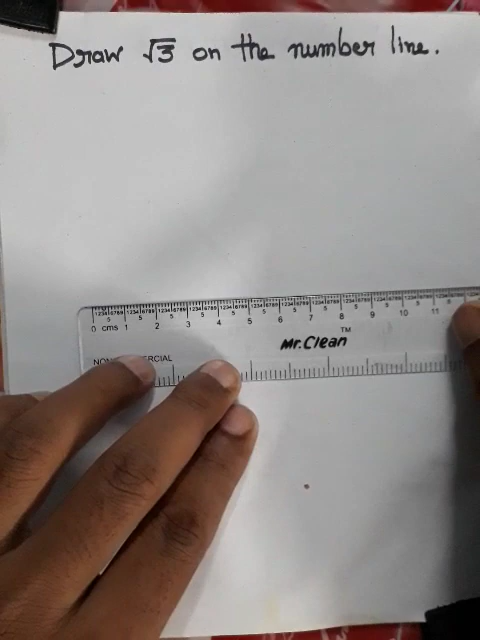 Draw √3 on the number line.
0 cms 1 2 3 4 5 6 7 8 9 10 11
TM
Mr.Clean